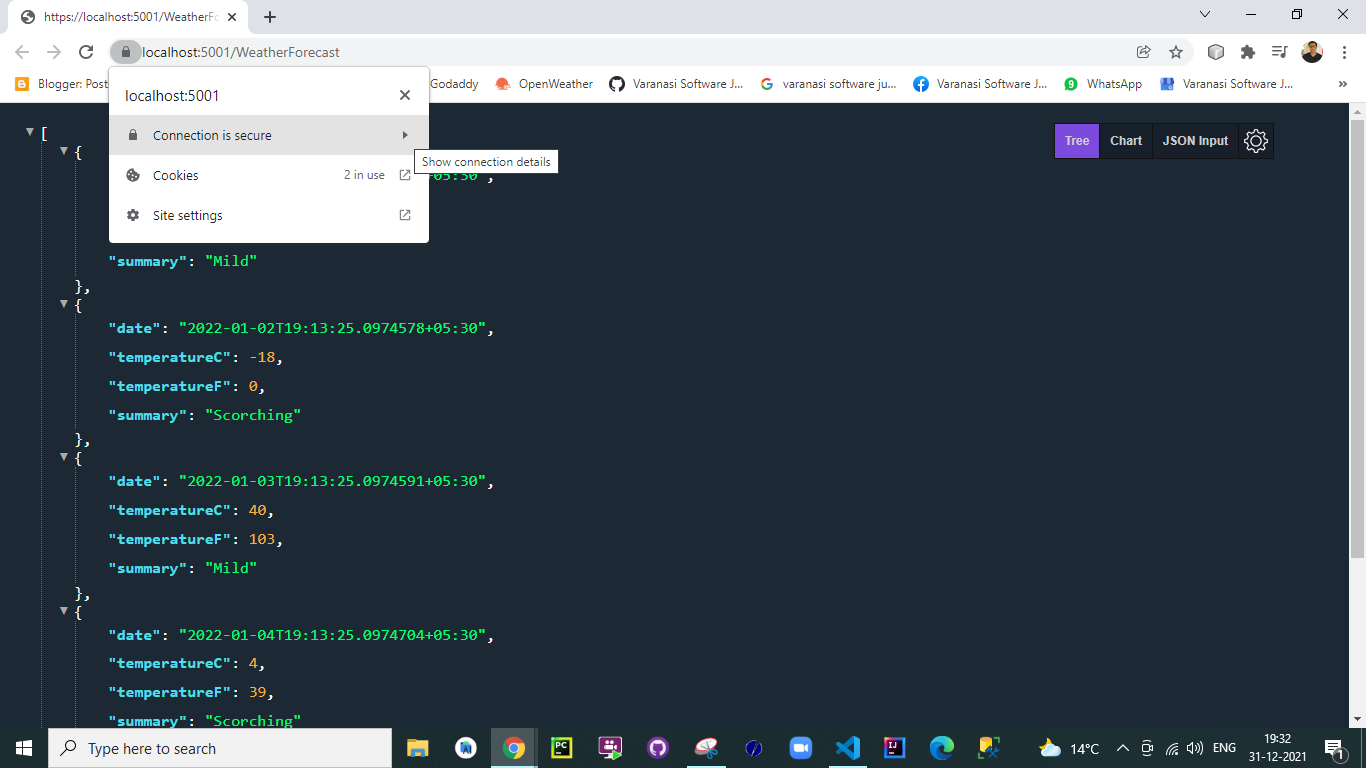 https://localhost:5001/WeatherFo
localhost:5001/WeatherForecast
Blogger: Post Godaddy OpenWeather Varanasi Software J... varanasi software ju... Varanasi Software J... WhatsApp Varanasi Software J...
localhost:5001
Connection is secure
Show connection details
Cookies 2 in use
Site settings
Tree Chart JSON Input
[
{
+05:30",
"summary": "Mild"
},
{
"date": "2022-01-02T19:13:25.0974578+05:30",
"temperatureC": -18,
"temperatureF": 0,
"summary": "Scorching"
},
{
"date": "2022-01-03T19:13:25.0974591+05:30",
"temperatureC": 40,
"temperatureF": 103,
"summary": "Mild"
},
{
"date": "2022-01-04T19:13:25.0974704+05:30",
"temperatureC": 4,
"temperatureF": 39,
"summary": "Scorching"
Type here to search
PC
IJ
14°C
ENG
19:32
31-12-2021
1